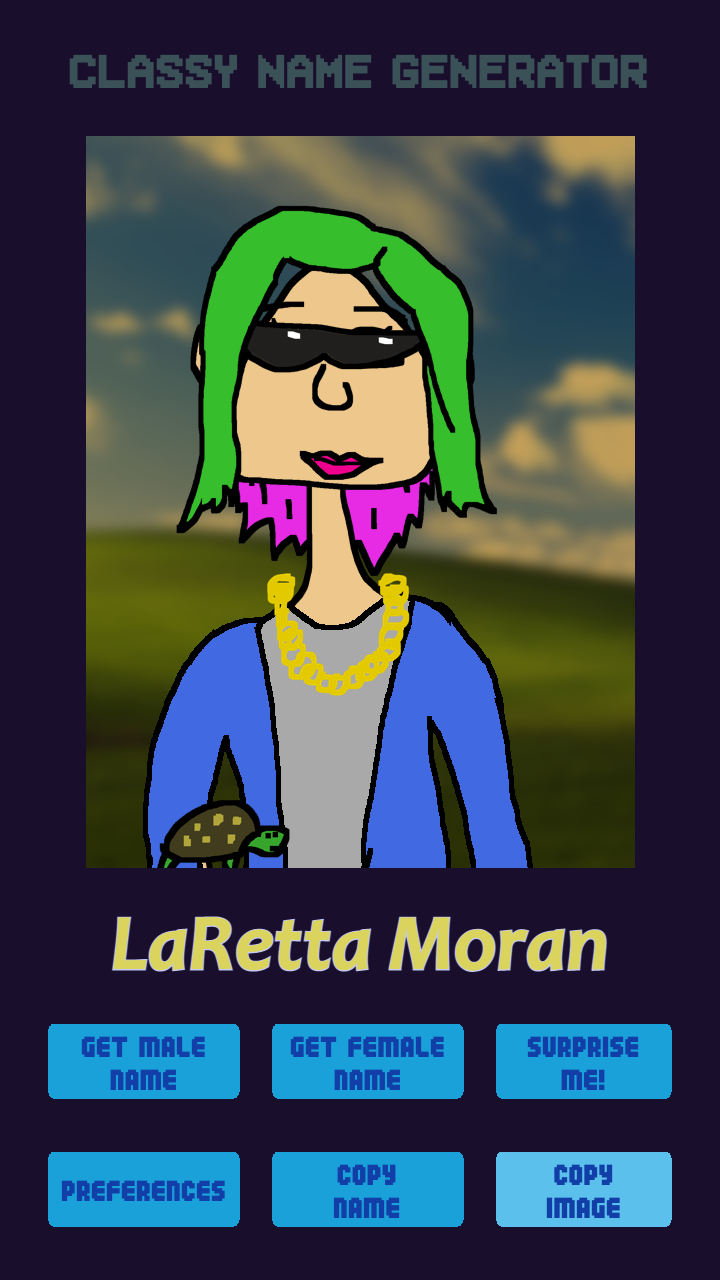 CLASSY NAME GENERATOR
LaRetta Moran
GET MALE
NAME
GET FEMALE
NAME
SURPRISE
ME!
PREFERENCES
COPY
NAME
COPY
IMAGE